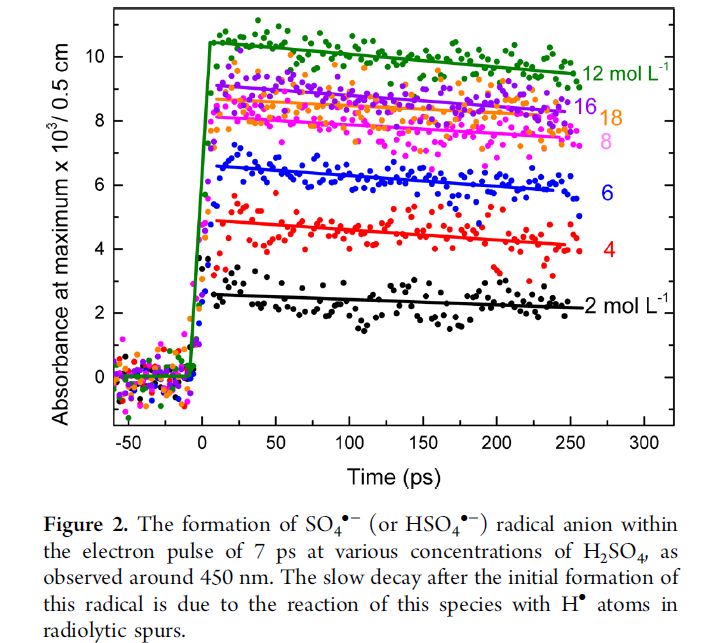 Absorbance at maximum x 10³/ 0.5 cm
10
8
6
4
2
0
12 mol L⁻¹
16
18
8
6
4
2 mol L⁻¹
-50 0 50 100 150 200 250 300
Time (ps)
Figure 2. The formation of SO₄•⁻ (or HSO₄•⁻) radical anion within
the electron pulse of 7 ps at various concentrations of H₂SO₄, as
observed around 450 nm. The slow decay after the initial formation of
this radical is due to the reaction of this species with H• atoms in
radiolytic spurs.